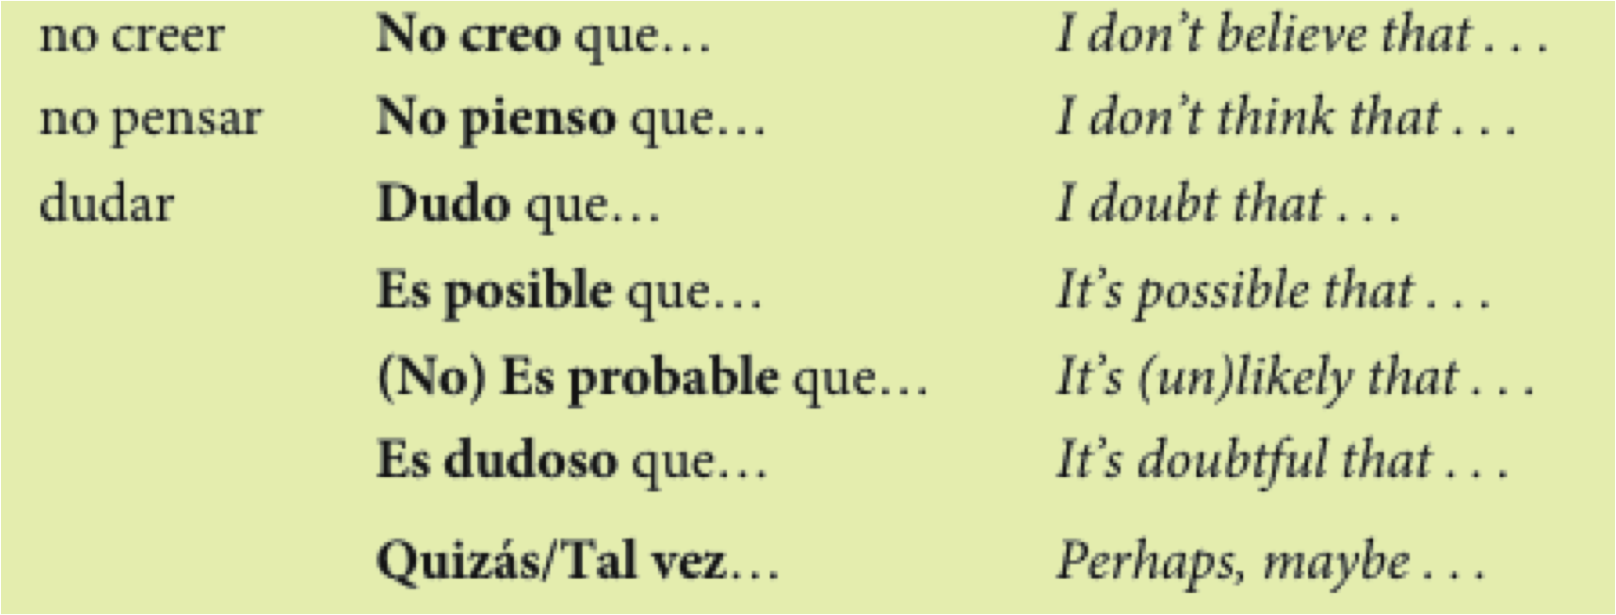 no creer No creo que… I don't believe that . . .
no pensar No pienso que… I don't think that . . .
dudar Dudo que… I doubt that . . .
Es posible que… It's possible that . . .
(No) Es probable que… It's (un)likely that . . .
Es dudoso que… It's doubtful that . . .
Quizás/Tal vez… Perhaps, maybe . . .